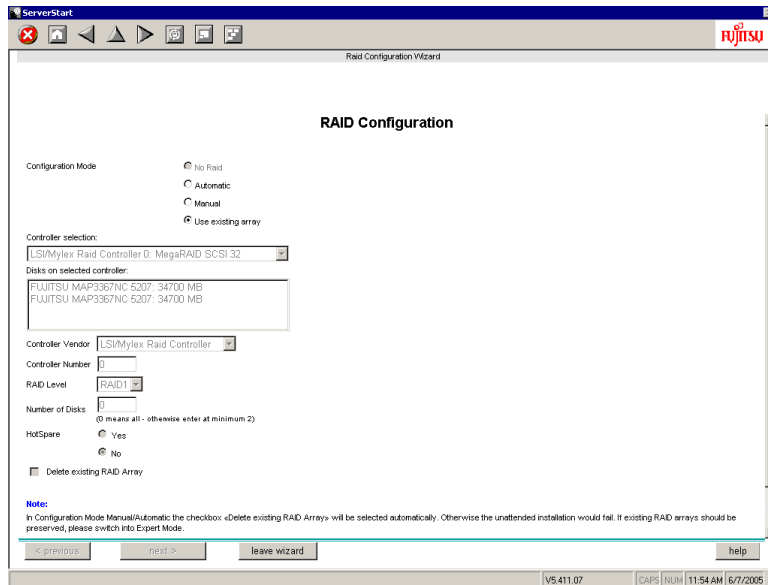 ServerStart
FUJITSU
Raid Configuration Wizard
RAID Configuration
Configuration Mode
No Raid
Automatic
Manual
Use existing array
Controller selection:
LSI/Mylex Raid Controller 0: MegaRAID SCSI 32
Disks on selected controller:
FUJITSU MAP3367NC 5207: 34700 MB
FUJITSU MAP3367NC 5207: 34700 MB
Controller Vendor LSI/Mylex Raid Controller
Controller Number 0
RAID Level RAID1
Number of Disks 0
(0 means all - otherwise enter at minimum 2)
HotSpare Yes
No
Delete existing RAID Array
Note:
In Configuration Mode Manual/Automatic the checkbox «Delete existing RAID Array» will be selected automatically. Otherwise the unattended installation would fail. If existing RAID arrays should be
preserved, please switch into Expert Mode.
< previous next > leave wizard help
V5.411.07 CAPS NUM 11:54 AM 6/7/2005